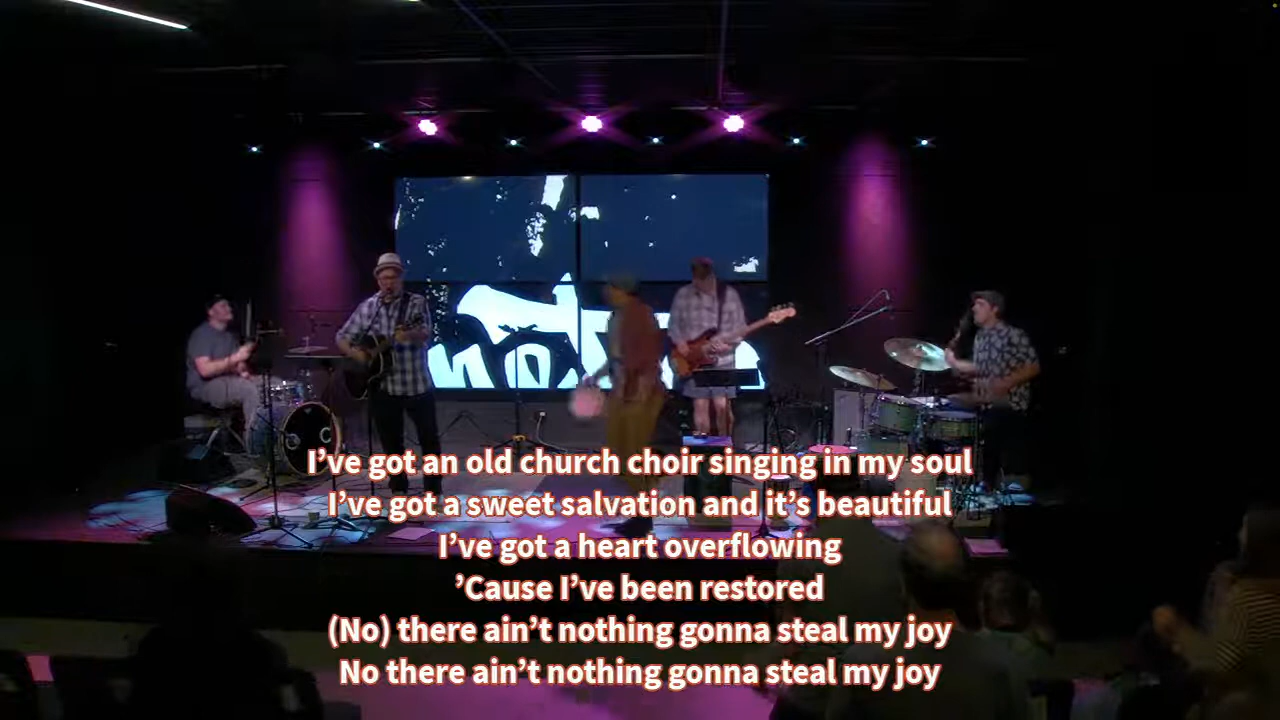 I’ve got an old church choir singing in my soul
I’ve got a sweet salvation and it’s beautiful
I’ve got a heart overflowing
’Cause I’ve been restored
(No) there ain’t nothing gonna steal my joy
No there ain’t nothing gonna steal my joy